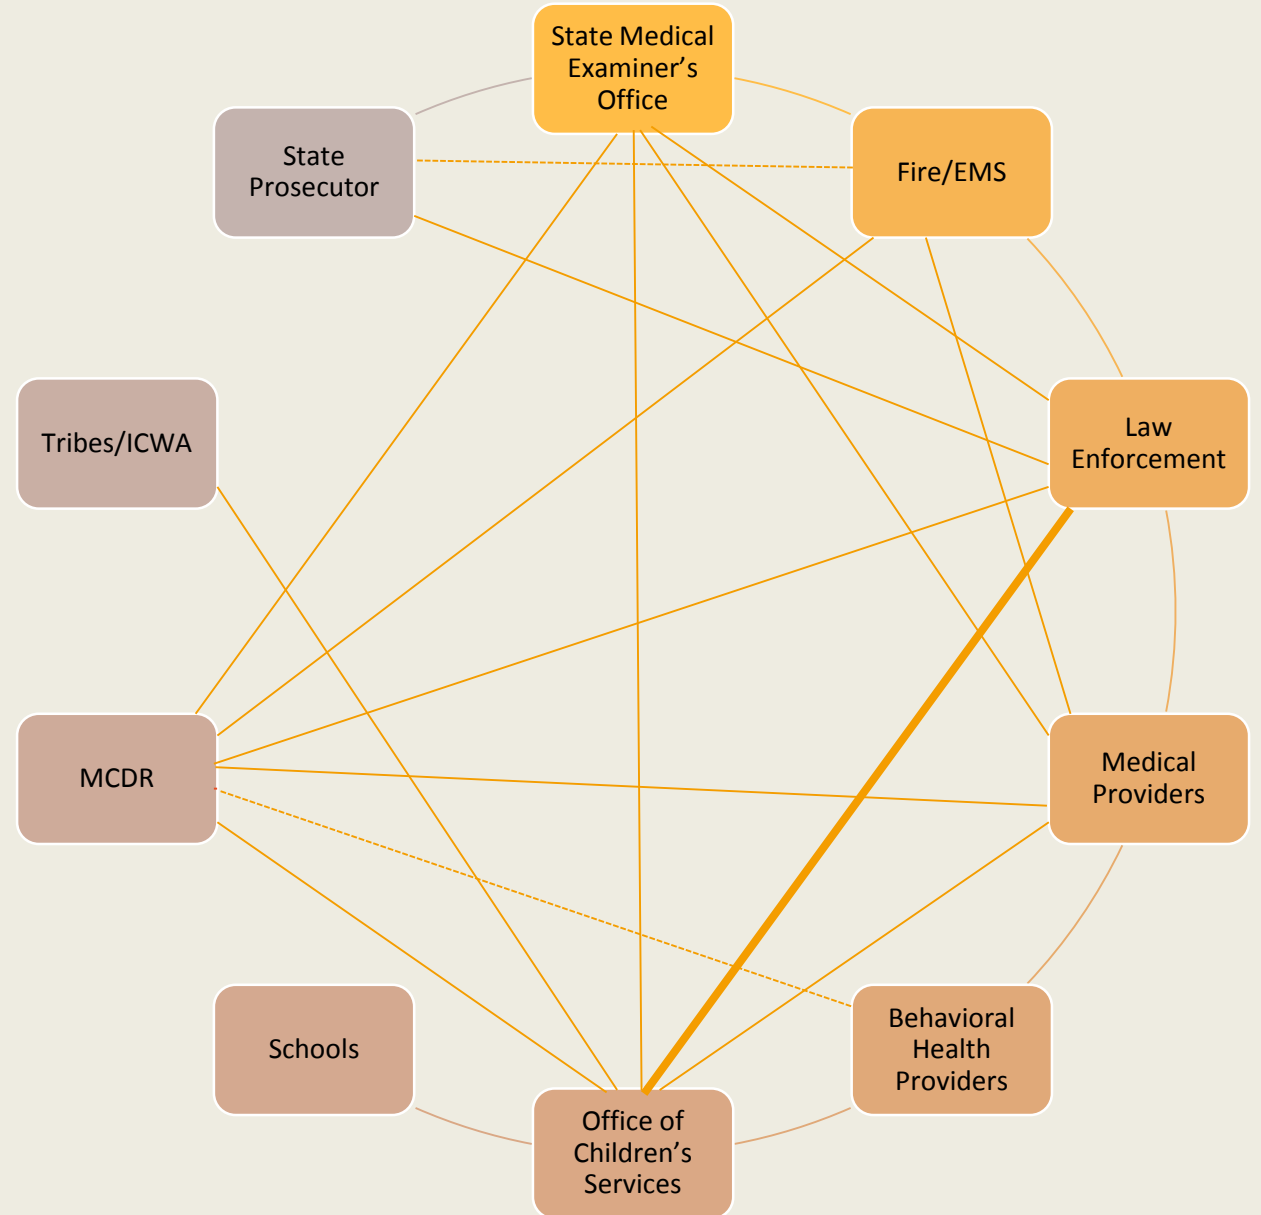 State Medical
Examiner’s
Office
Fire/EMS
Law
Enforcement
Medical
Providers
Behavioral
Health
Providers
Office of
Children’s
Services
Schools
MCDR
Tribes/ICWA
State
Prosecutor